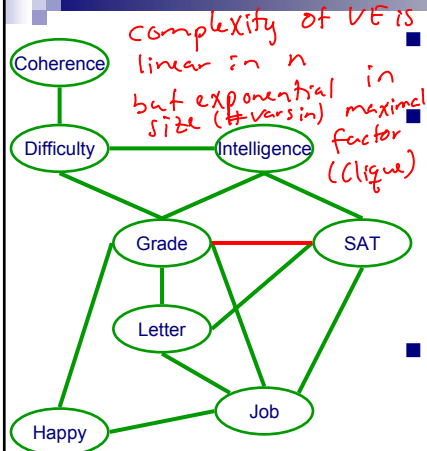 complexity of VE is
linear in n
but exponential in
size (# vars in) maximal
factor
(Clique)
Coherence
Difficulty
Intelligence
Grade
SAT
Letter
Job
Happy